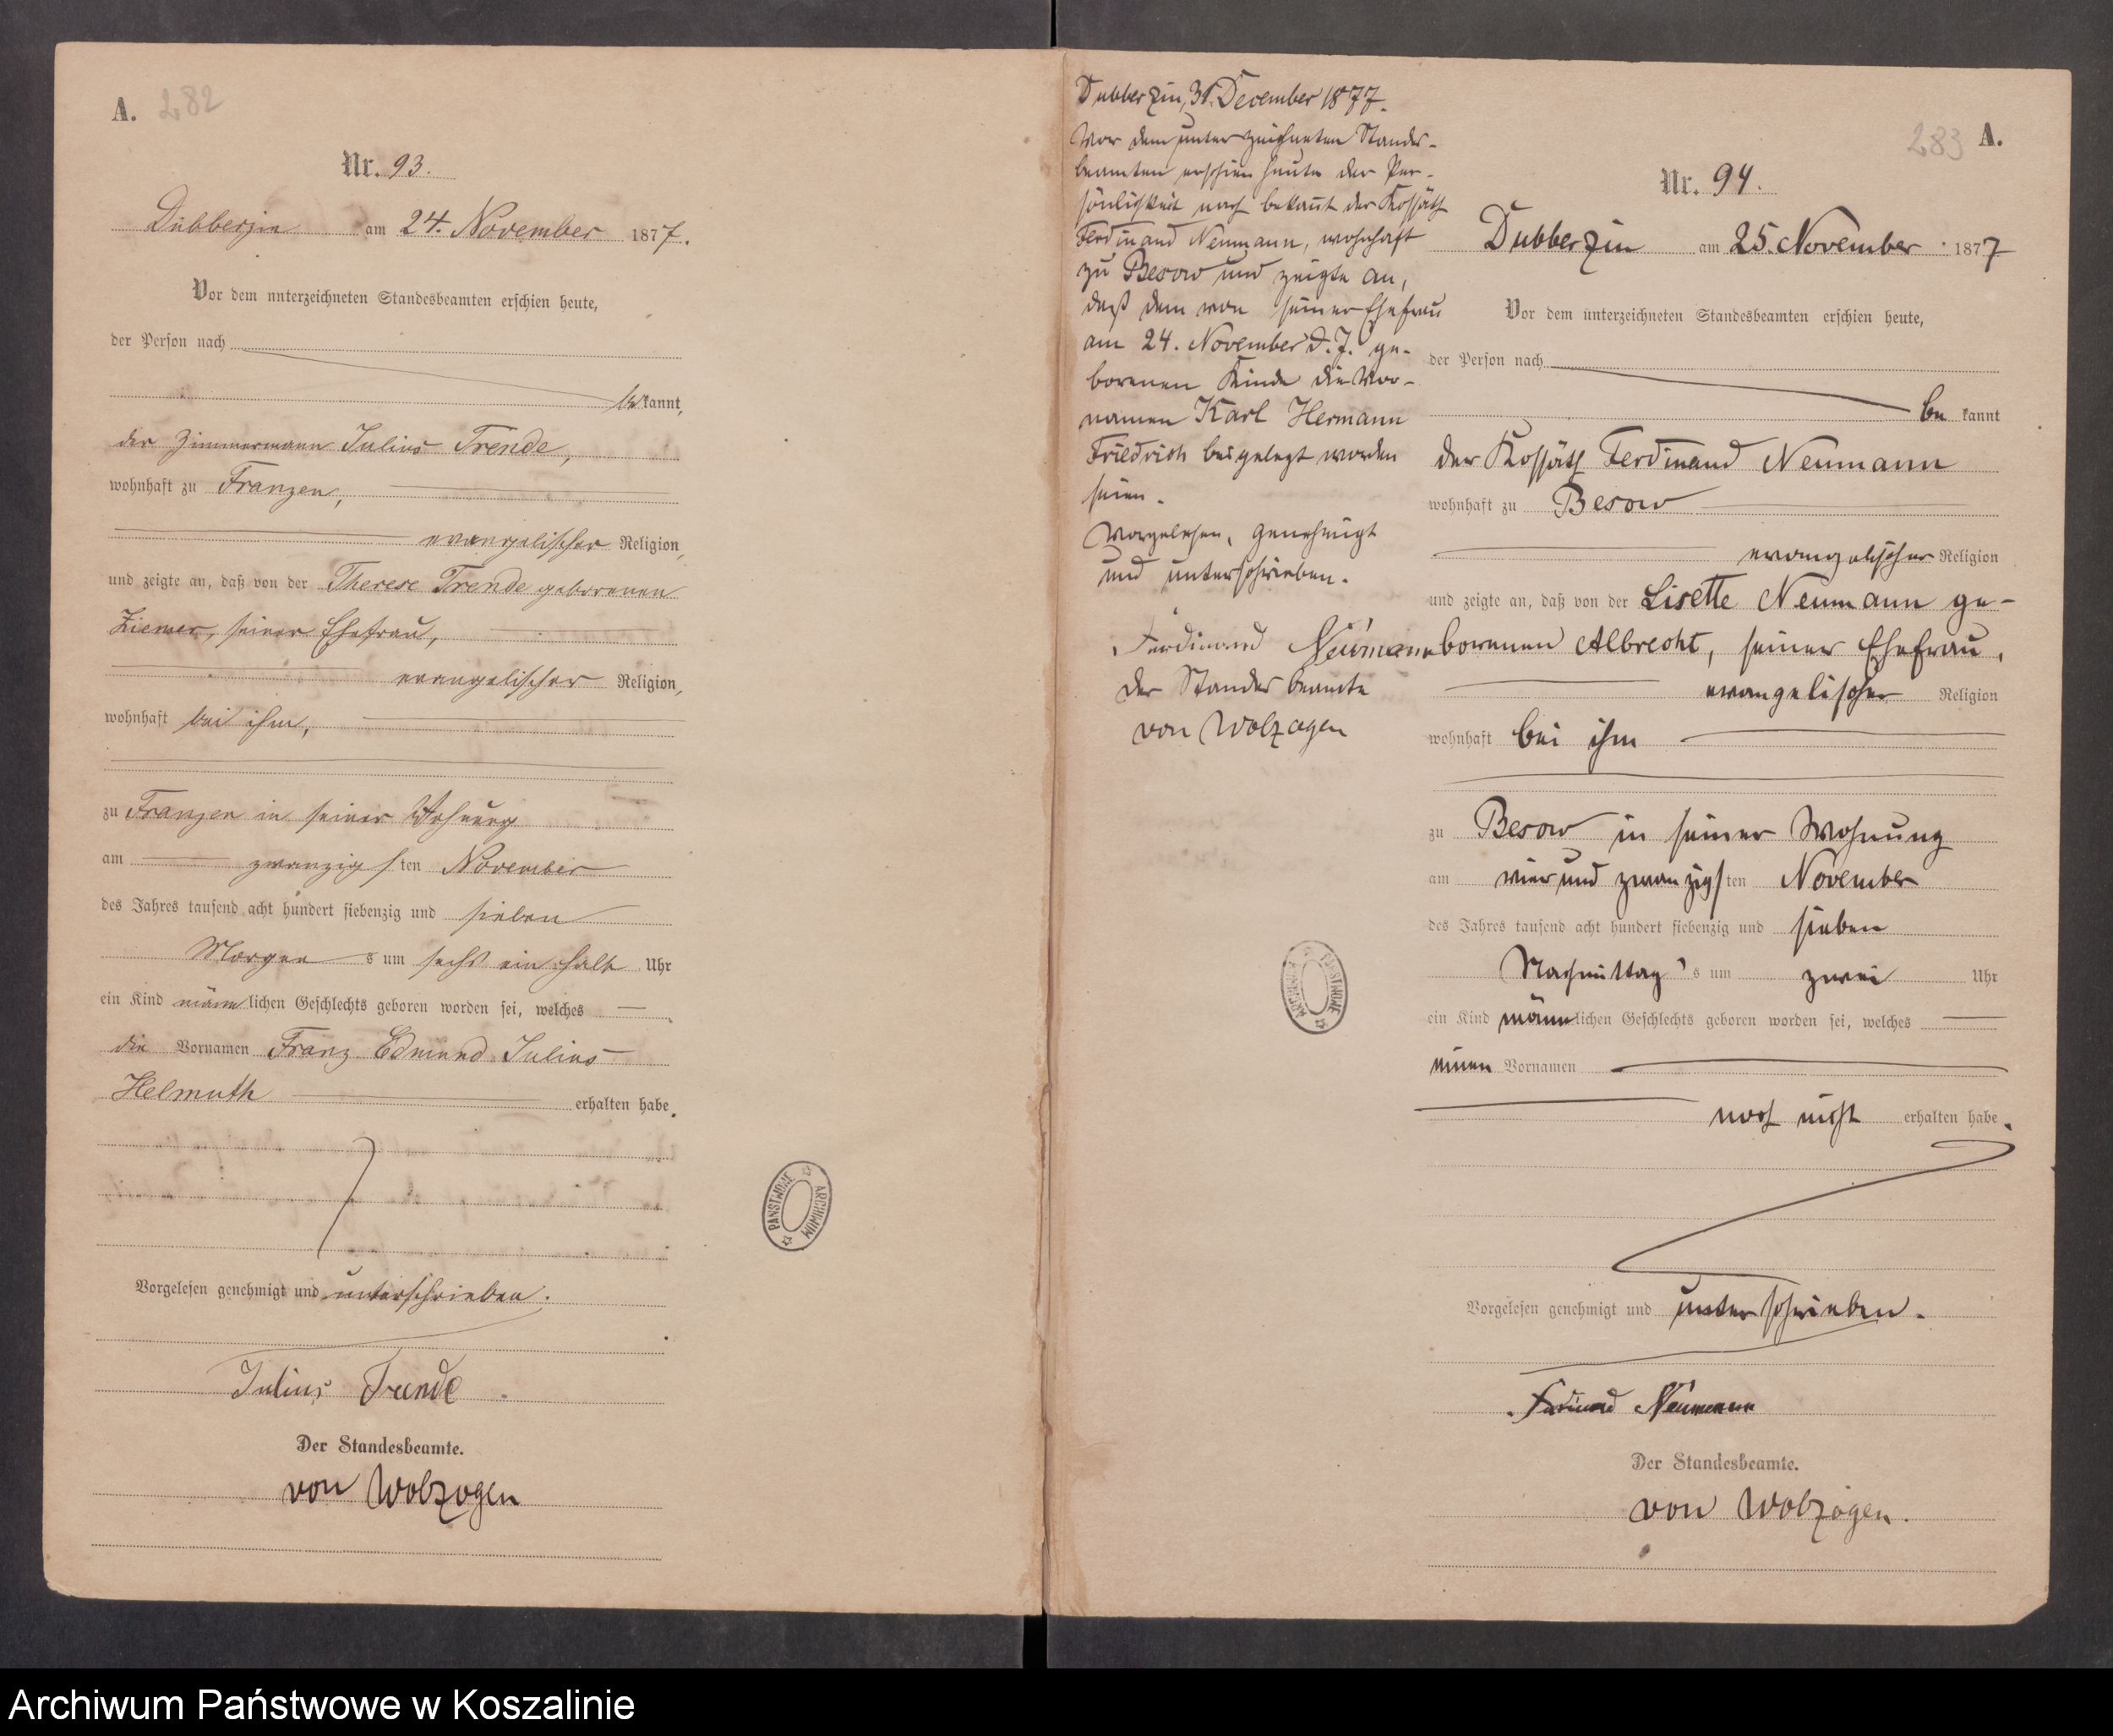 A. 282
Nr. 93.
Dubberzin am 24. November 1877.
Vor dem unterzeichneten Standesbeamten erschien heute,
der Person nach
bekannt,
der Zimmermann Julius Trende,
wohnhaft zu Franzen,
evangelischer Religion,
und zeigte an, daß von der Therese Trende geborenen
Ziemer, seiner Ehefrau,
evangelischer Religion,
wohnhaft bei ihm,
zu Franzen in seiner Wohnung
am zwanzigsten November
des Jahres tausend acht hundert siebenzig und sieben
Morgens um sechs ein halb Uhr
ein Kind männlichen Geschlechts geboren worden sei, welches
die Vornamen Franz Edmund Julius
Helmuth erhalten habe.
Vorgelesen genehmigt und unterschrieben.
Julius Trende
Der Standesbeamte.
von Wolzogen
PAŃSTWOWE ARCHIWUM
Dubberzin, 31. December 1877.
Vor dem unterzeichneten Standes-
beamten erschien heute der Per-
sönlichkeit nach bekannt der Kossäth
Ferdinand Neumann, wohnhaft
zu Besow und zeigte an,
daß dem von seiner Ehefrau
am 24. November d. J. ge-
borenen Kinde die Vor-
namen Karl Hermann
Friedrich beigelegt worden
seien.
Vorgelesen, genehmigt
und unterschrieben.
Ferdinand Neumann
Der Standesbeamte
von Wolzogen
283 A.
Nr. 94.
Dubberzin am 25. November 1877
Vor dem unterzeichneten Standesbeamten erschien heute,
der Person nach
bekannt
der Kossäth Ferdinand Neumann
wohnhaft zu Besow
evangelischer Religion
und zeigte an, daß von der Lisette Neumann ge-
borenen Albrecht, seiner Ehefrau,
evangelischer Religion
wohnhaft bei ihm
zu Besow in seiner Wohnung
am vier und zwanzigsten November
des Jahres tausend acht hundert siebenzig und sieben
Nachmittag's um zwei Uhr
ein Kind männlichen Geschlechts geboren worden sei, welches
einen Vornamen
noch nicht erhalten habe.
Vorgelesen genehmigt und unterschrieben.
Ferdinand Neumann
Der Standesbeamte.
von Wolzogen.
PAŃSTWOWE ARCHIWUM
Archiwum Państwowe w Koszalinie